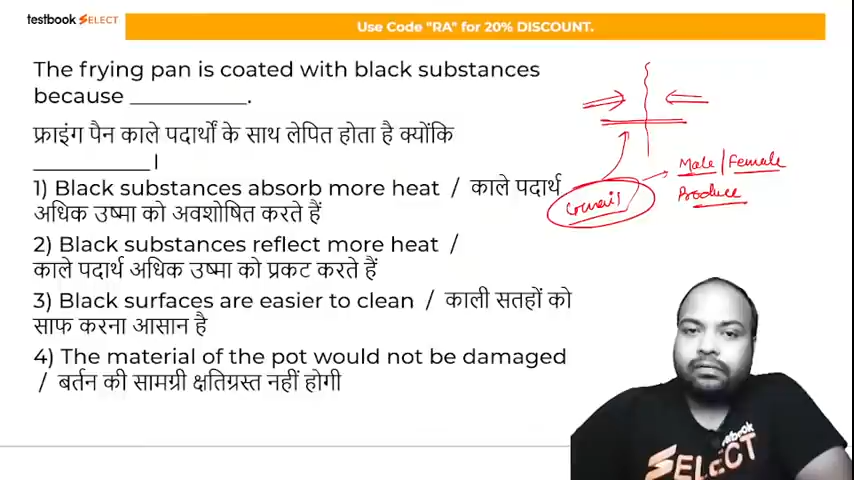 testbook SELECT
Use Code "RA" for 20% DISCOUNT.
The frying pan is coated with black substances
because __________.
फ्राइंग पैन काले पदार्थों के साथ लेपित होता है क्योंकि
__________।
1) Black substances absorb more heat / काले पदार्थ
अधिक उष्मा को अवशोषित करते हैं
2) Black substances reflect more heat /
काले पदार्थ अधिक उष्मा को प्रकट करते हैं
3) Black surfaces are easier to clean / काली सतहों को
साफ करना आसान है
4) The material of the pot would not be damaged
/ बर्तन की सामग्री क्षतिग्रस्त नहीं होगी
Male / Female
Produce
testbook
SELECT